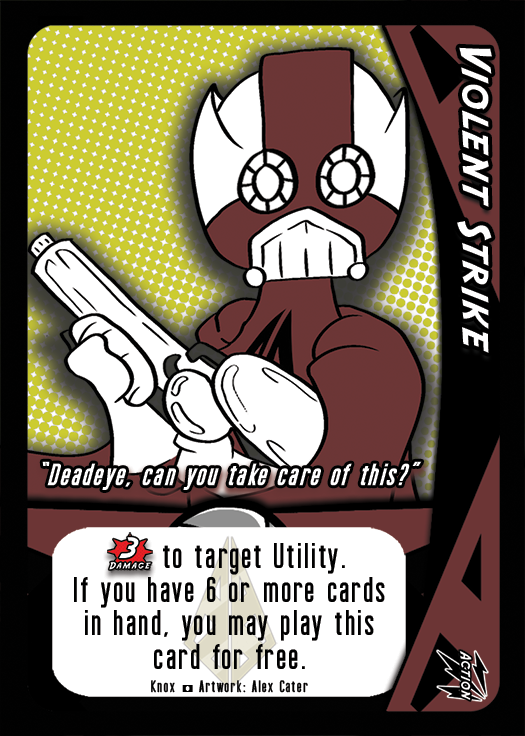 VIOLENT STRIKE
"Deadeye, can you take care of this?"
3 DAMAGE to target Utility.
If you have 6 or more cards
in hand, you may play this
card for free.
Knox Artwork: Alex Cater
ACTION